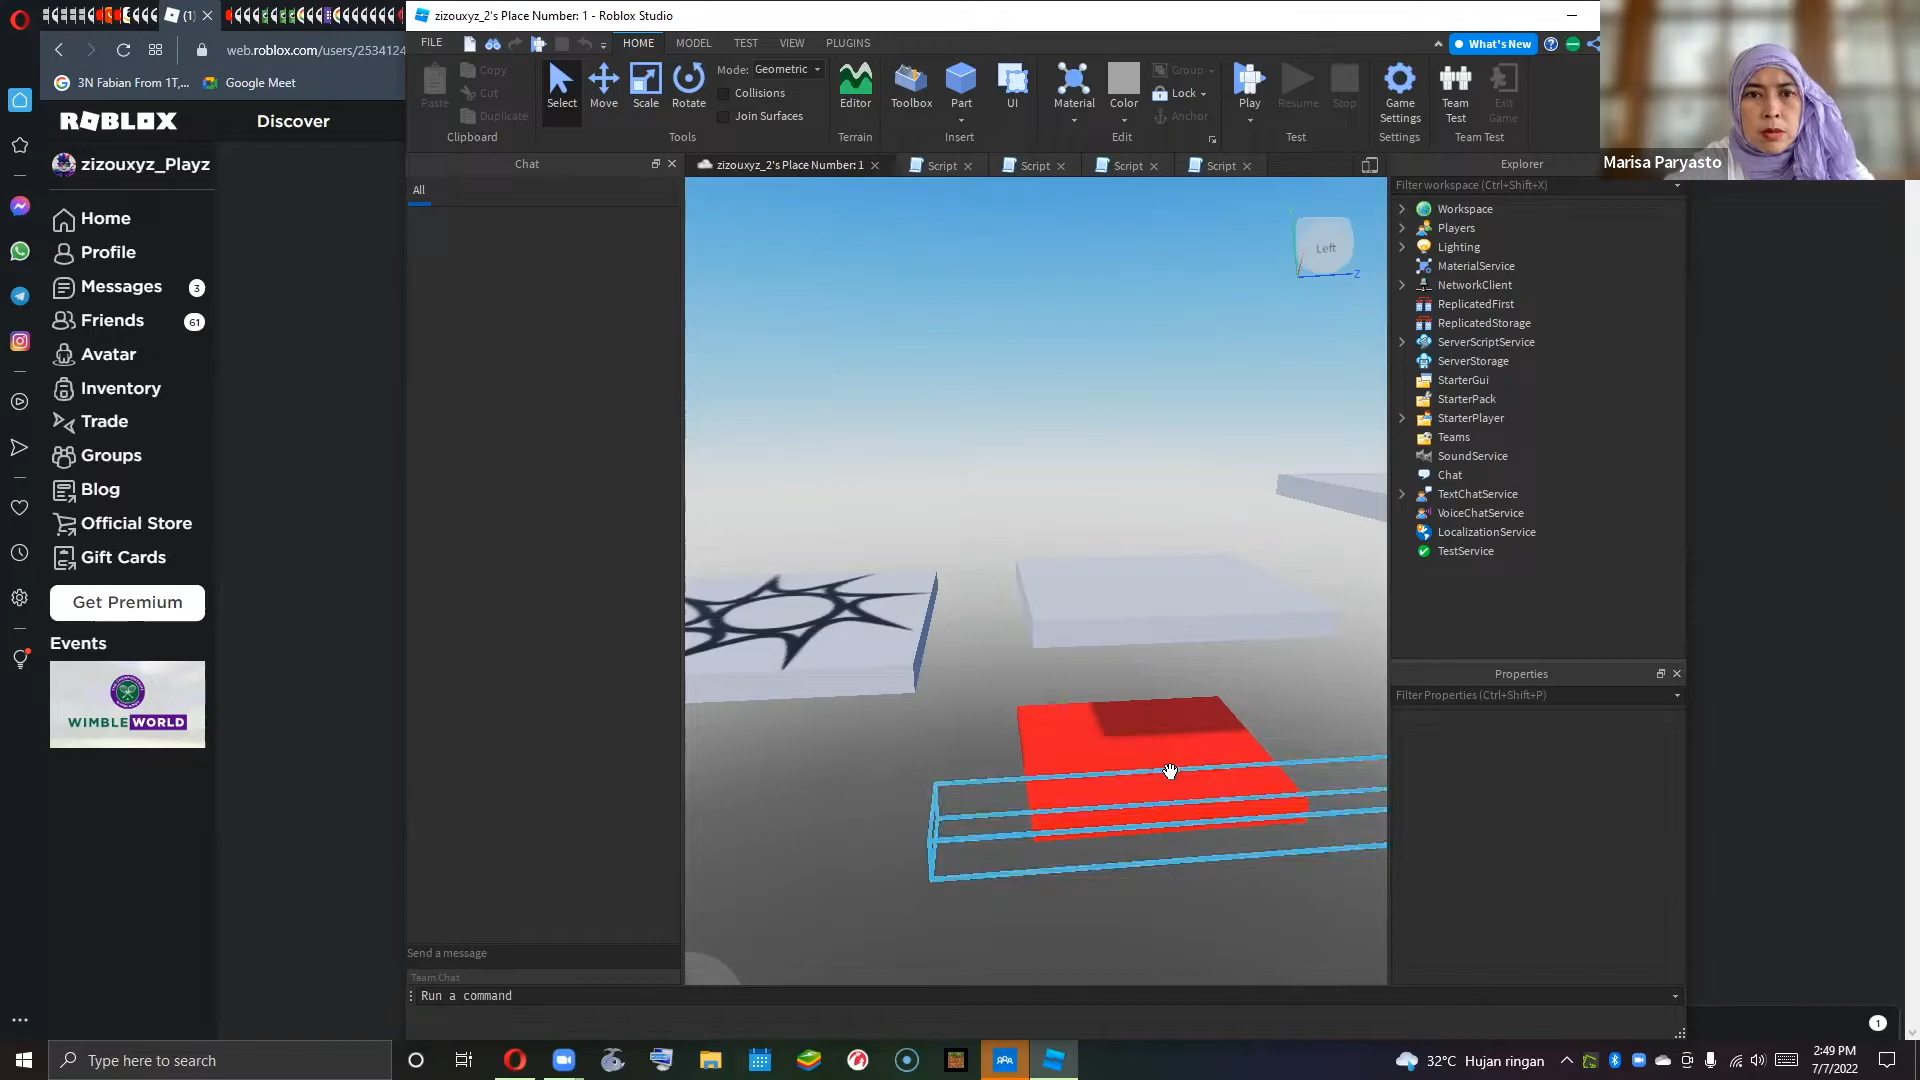 zizouxyz_2's Place Number: 1 - Roblox Studio
(1)
FILE
HOME
MODEL
TEST
VIEW
PLUGINS
What's New
web.roblox.com/users/2534124
3N Fabian From 1T,...
Google Meet
Paste
Copy
Cut
Duplicate
Clipboard
Select
Move
Scale
Rotate
Mode: Geometric
Collisions
Join Surfaces
Tools
Editor
Terrain
Toolbox
Part
UI
Insert
Material
Color
Group
Lock
Anchor
Edit
Play
Resume
Stop
Test
Game Settings
Settings
Team Test
Exit Game
Team Test
Marisa Paryasto
ROBLOX
Discover
zizouxyz_Playz
Home
Profile
Messages
3
Friends
61
Avatar
Inventory
Trade
Groups
Blog
Official Store
Gift Cards
Get Premium
Events
WIMBLEWORLD
Chat
All
Send a message
Team Chat
Run a command
zizouxyz_2's Place Number: 1
Script
Script
Script
Script
Left
Z
Explorer
Filter workspace (Ctrl+Shift+X)
Workspace
Players
Lighting
MaterialService
NetworkClient
ReplicatedFirst
ReplicatedStorage
ServerScriptService
ServerStorage
StarterGui
StarterPack
StarterPlayer
Teams
SoundService
Chat
TextChatService
VoiceChatService
LocalizationService
TestService
Properties
Filter Properties (Ctrl+Shift+P)
1
Type here to search
32°C Hujan ringan
2:49 PM
7/7/2022